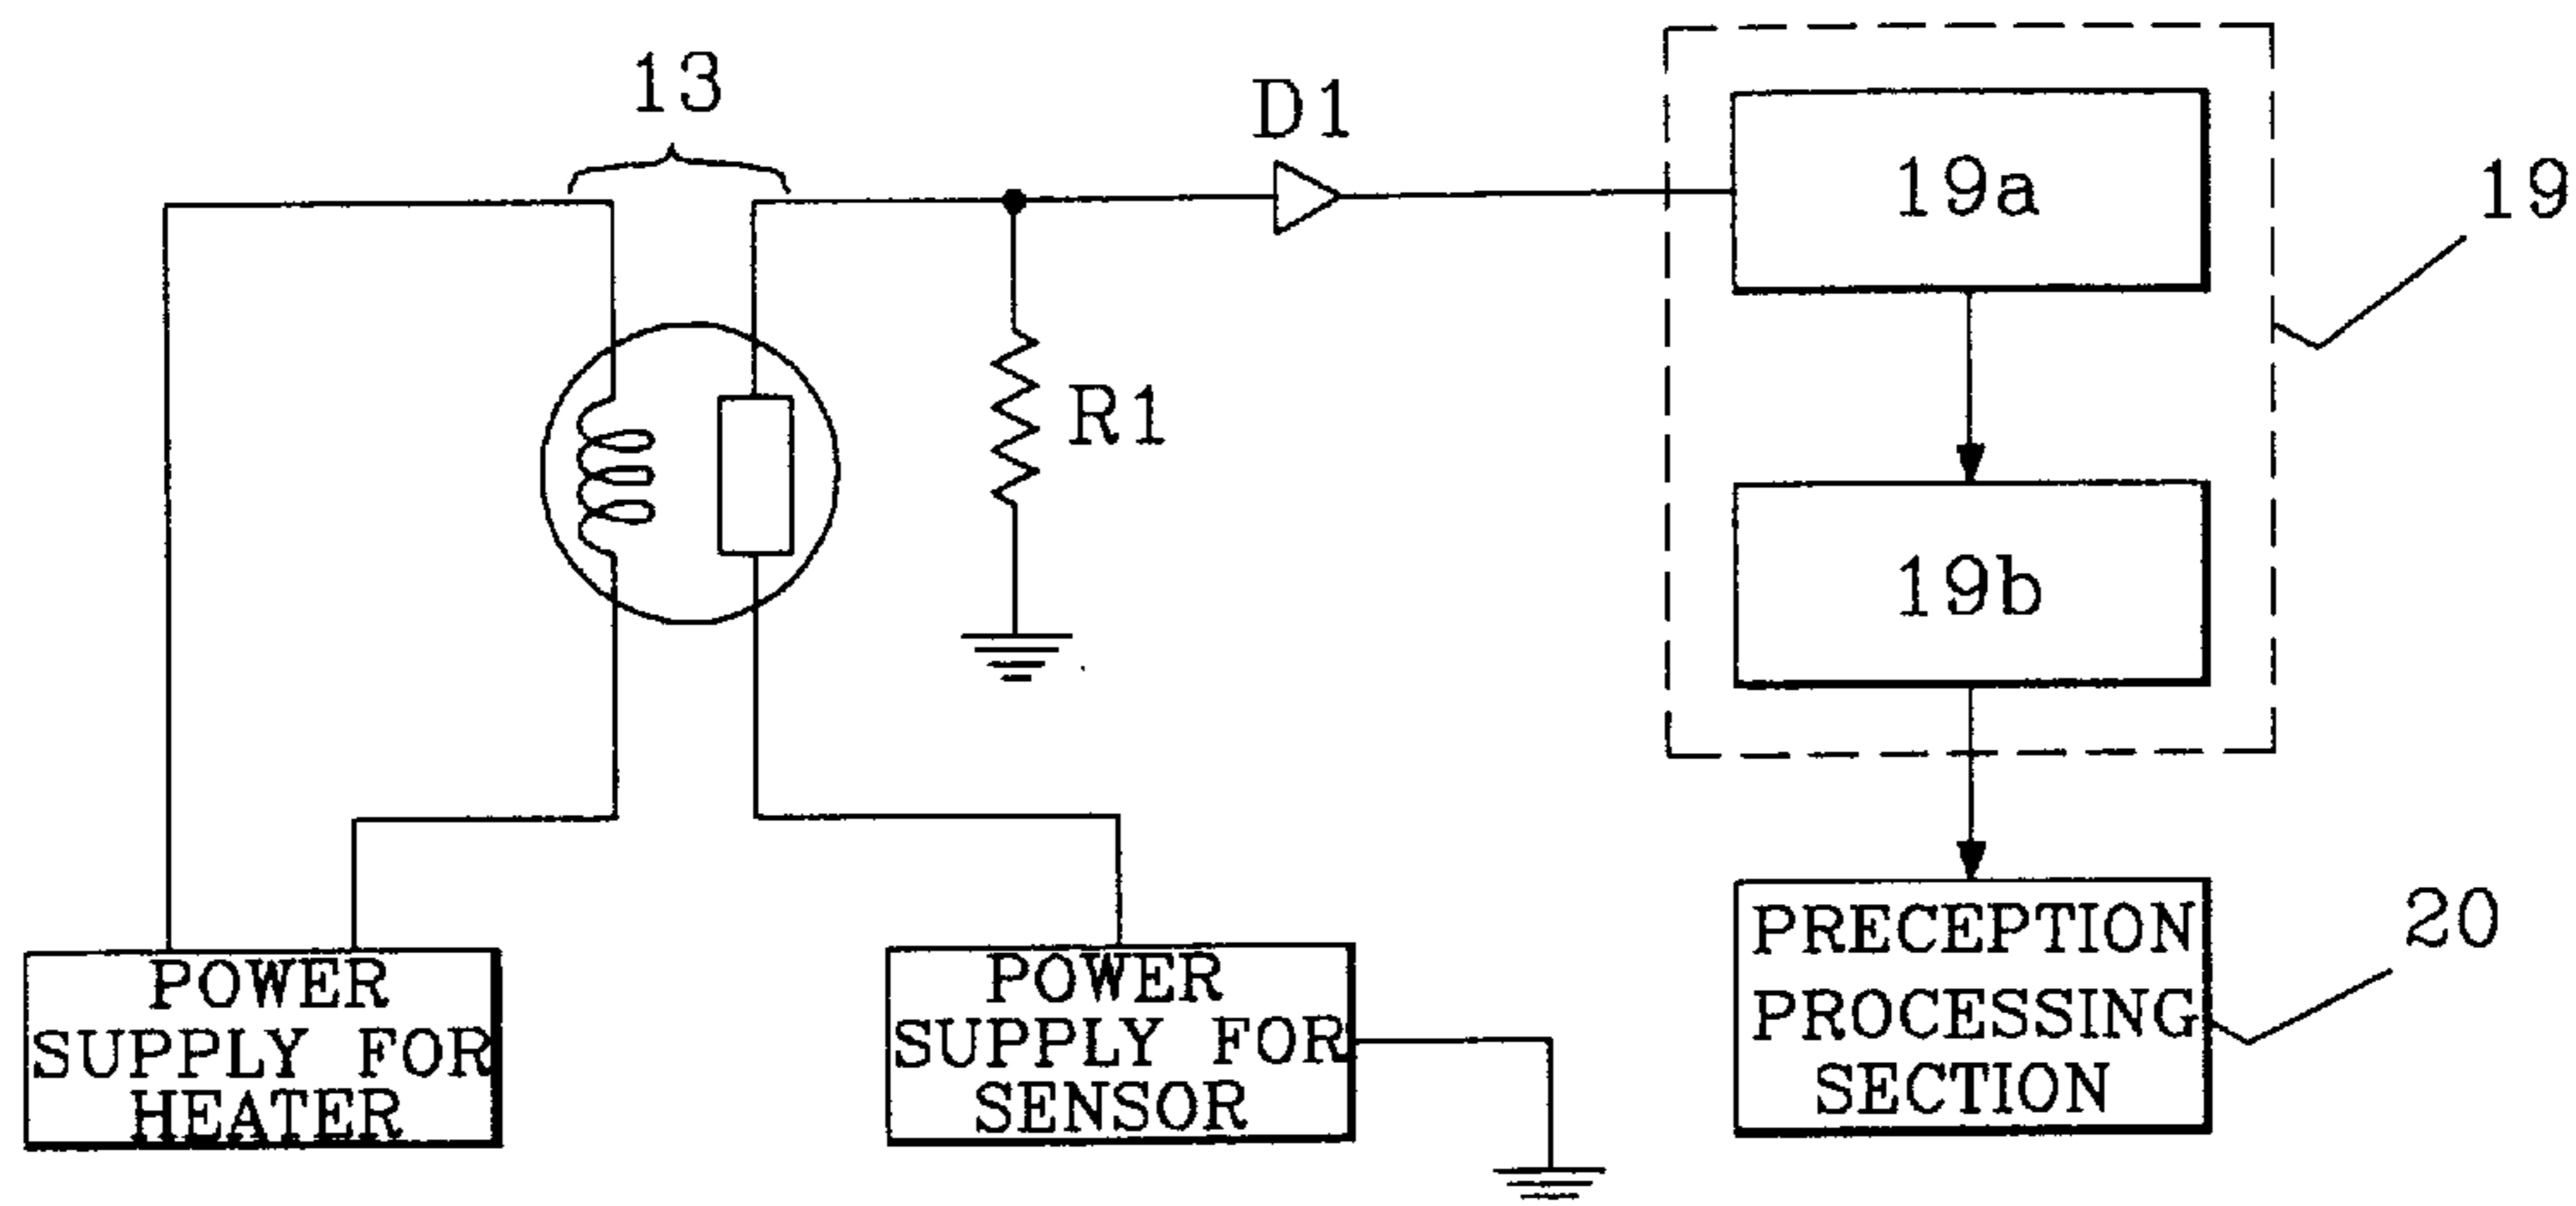 13
D1
19a
19
R1
19b
POWER
SUPPLY FOR
HEATER
POWER
SUPPLY FOR
SENSOR
PRECEPTION
PROCESSING
SECTION
20